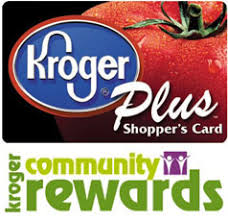 Kroger
Plus
Shopper's Card
kroger
community
rewards